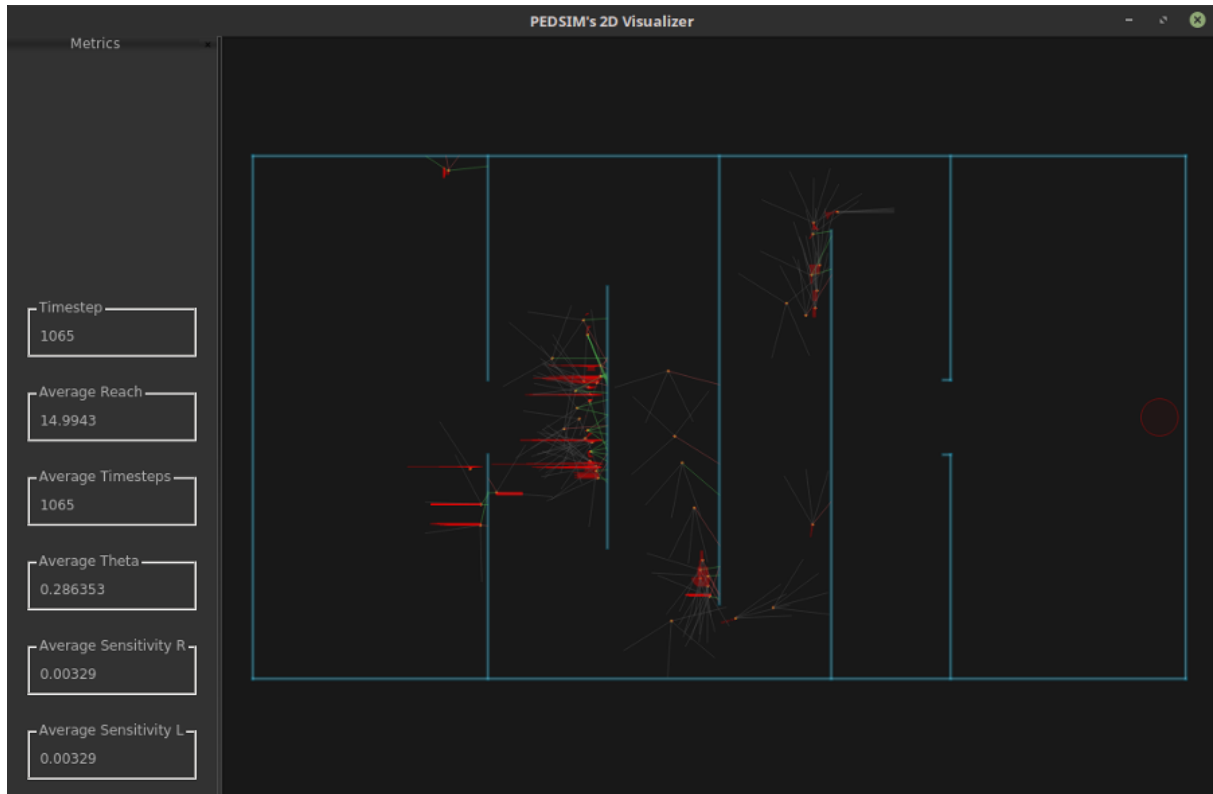 PEDSIM's 2D Visualizer
Metrics
Timestep
1065
Average Reach
14.9943
Average Timesteps
1065
Average Theta
0.286353
Average Sensitivity R
0.00329
Average Sensitivity L
0.00329